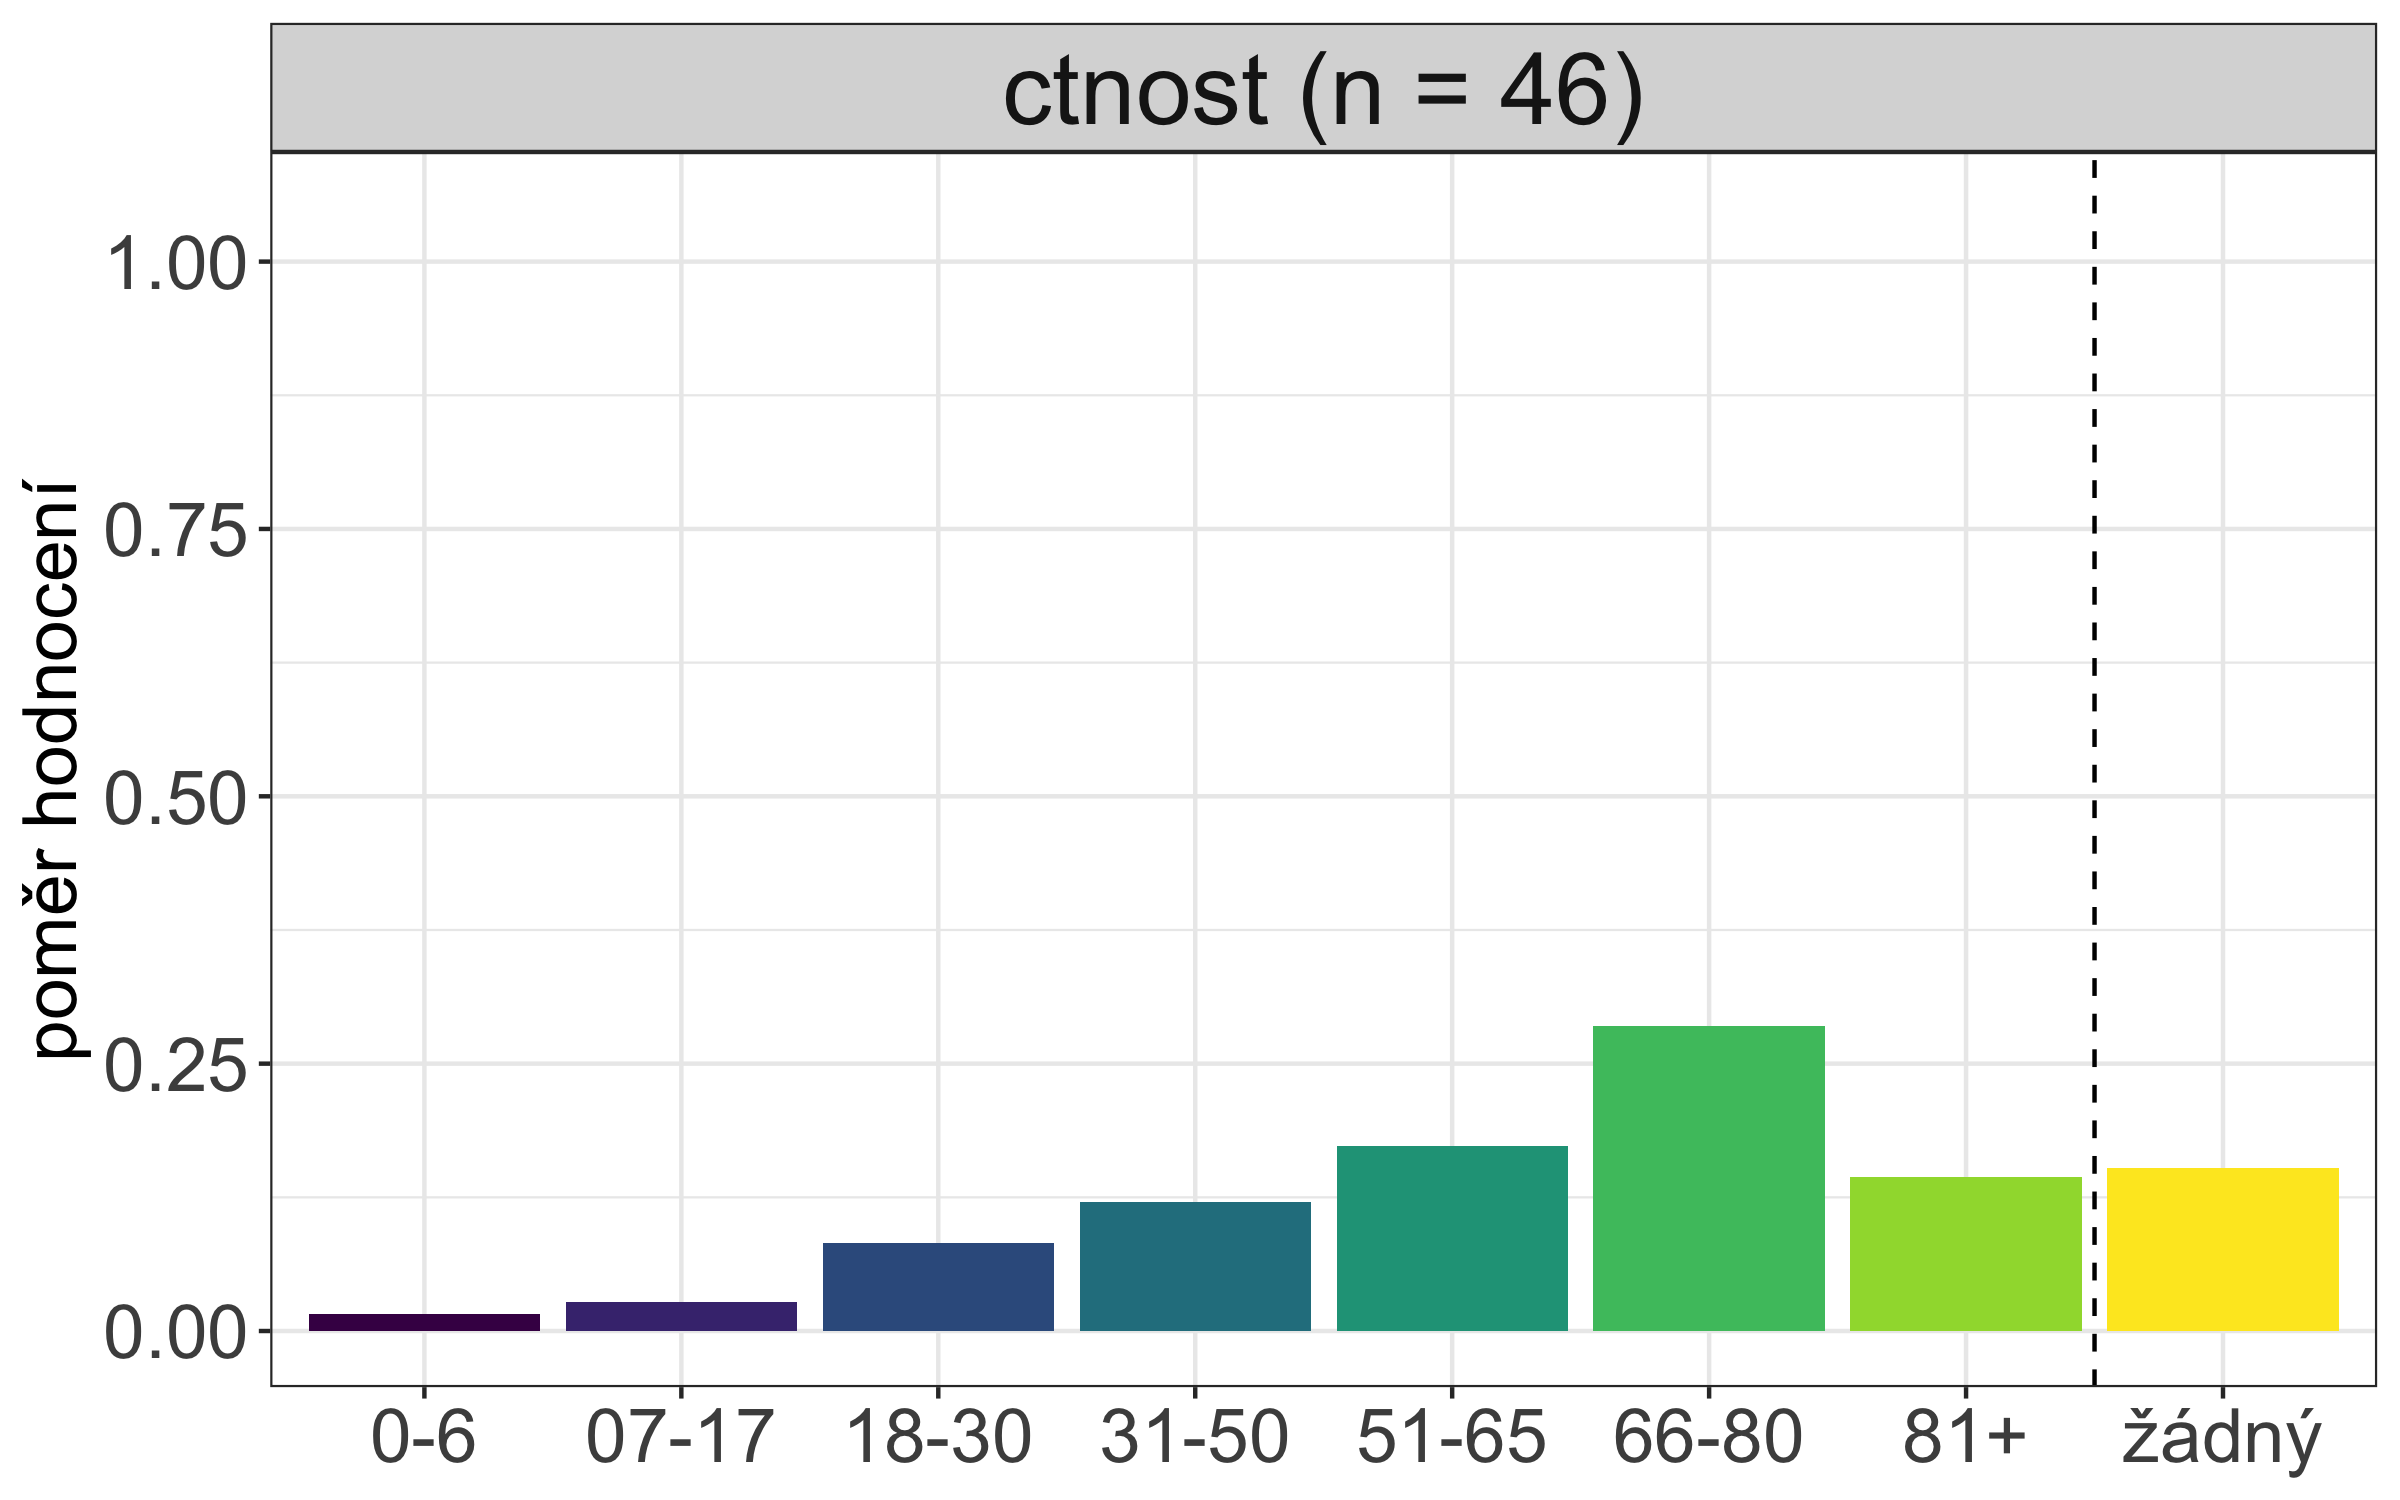 ctnost (n = 46)
poměr hodnocení
1.00
0.75
0.50
0.25
0.00
0-6 07-17 18-30 31-50 51-65 66-80 81+ žádný